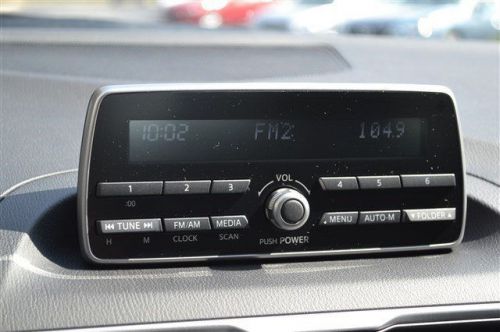 10:02 FM2 104.9
1 2 3 VOL 4 5 6
:00
TUNE FM/AM MEDIA MENU AUTO-M FOLDER
H M CLOCK SCAN PUSH POWER